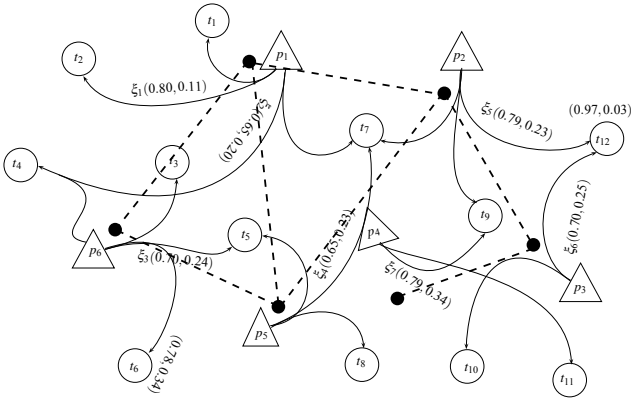 t₁
p₁
p₂
t₂
ξ₁(0.80,0.11)
ξ₂(0.65,0.20)
ξ₅(0.79,0.23)
(0.97,0.03)
t₇
t₁₂
t₄
t₃
ξ₆(0.70,0.25)
t₉
t₅
p₄
p₆
ξ₃(0.70,0.24)
ξ₄(0.65,0.23)
ξ₇(0.79,0.34)
p₃
p₅
t₆
(0.78,0.34)
t₈
t₁₀
t₁₁